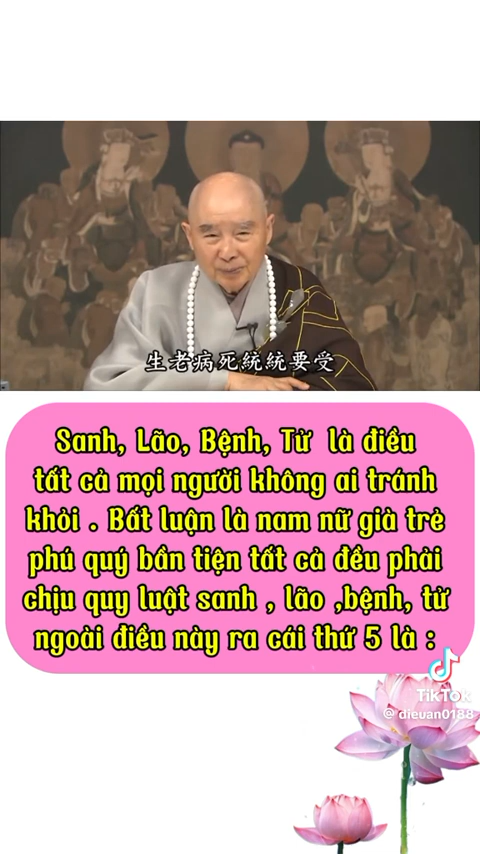 生老病死統統要受
Sanh, Lão, Bệnh, Tử là điều
tất cả mọi người không ai tránh
khỏi . Bất luận là nam nữ già trẻ
phú quý bần tiện tất cả đều phải
chịu quy luật sanh , lão ,bệnh, tử
ngoài điều này ra cái thứ 5 là :
TikTok
@ dieuan0188